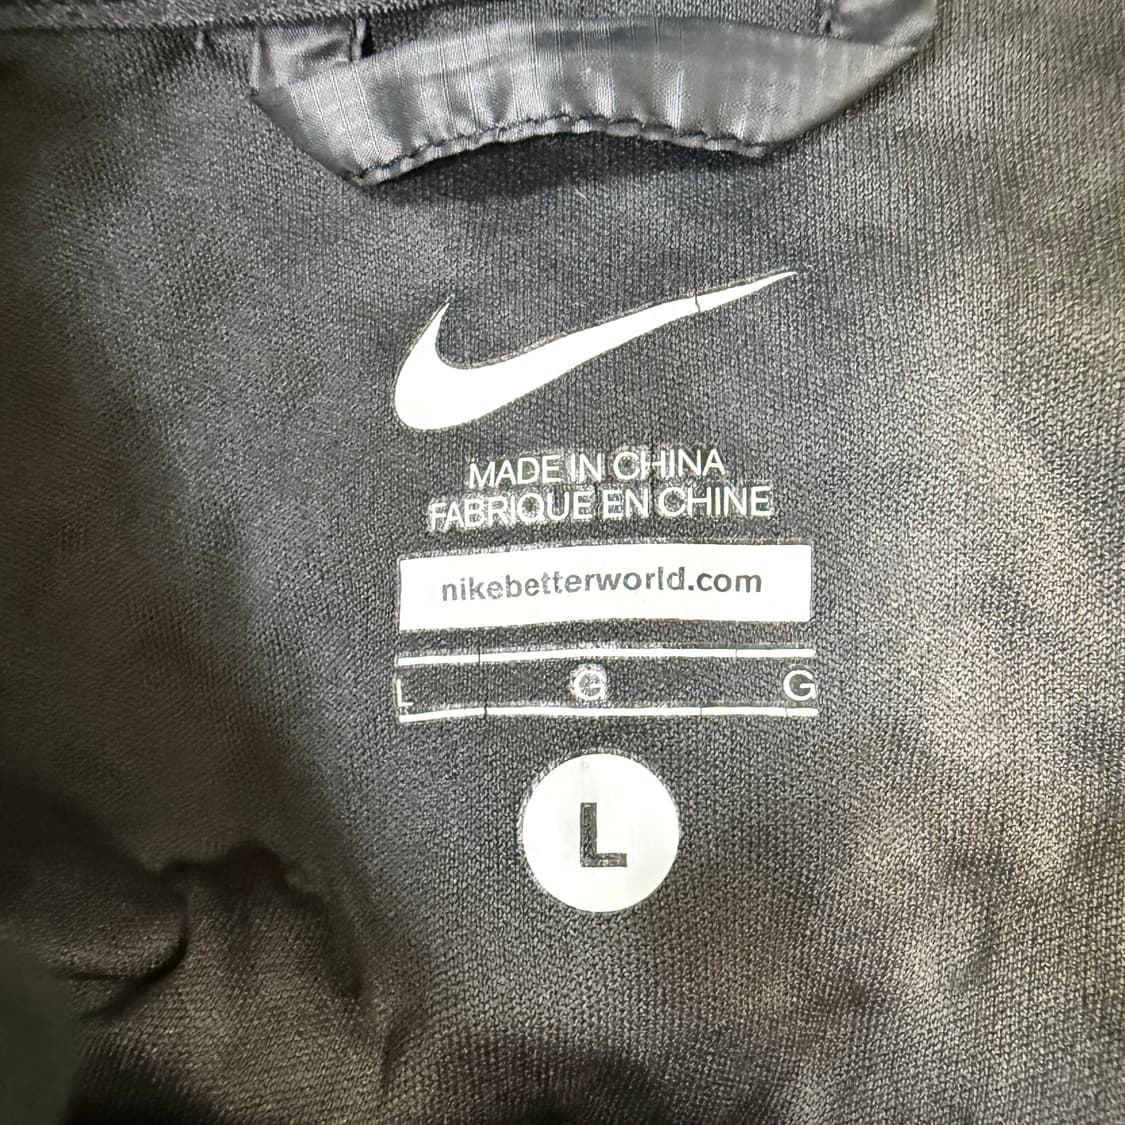 MADE IN CHINA
FABRIQUE EN CHINE
nikebetterworld.com
L G G
L